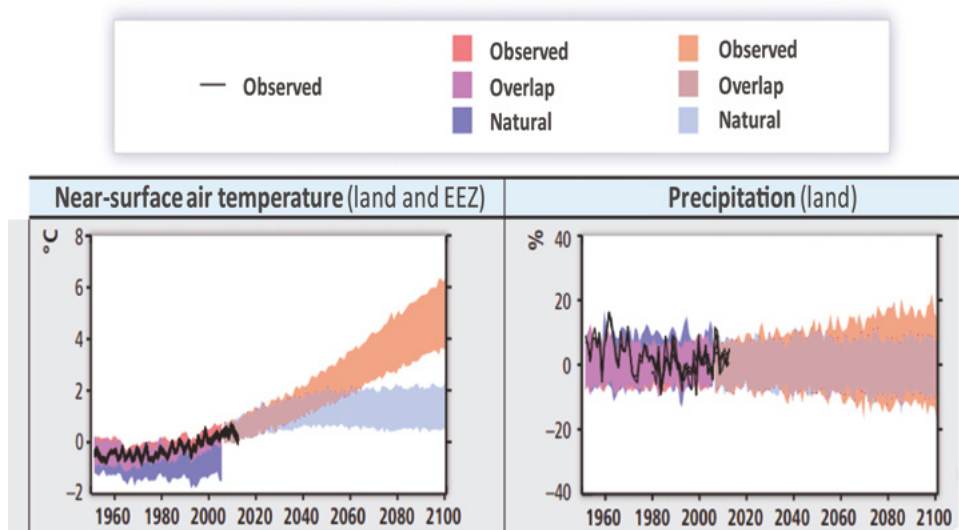 Observed
Observed
Overlap
Natural
Observed
Overlap
Natural
Near-surface air temperature (land and EEZ)
Precipitation (land)
°C
8
6
4
2
0
−2
1960 1980 2000 2020 2040 2060 2080 2100
%
40
20
0
−20
−40
1960 1980 2000 2020 2040 2060 2080 2100